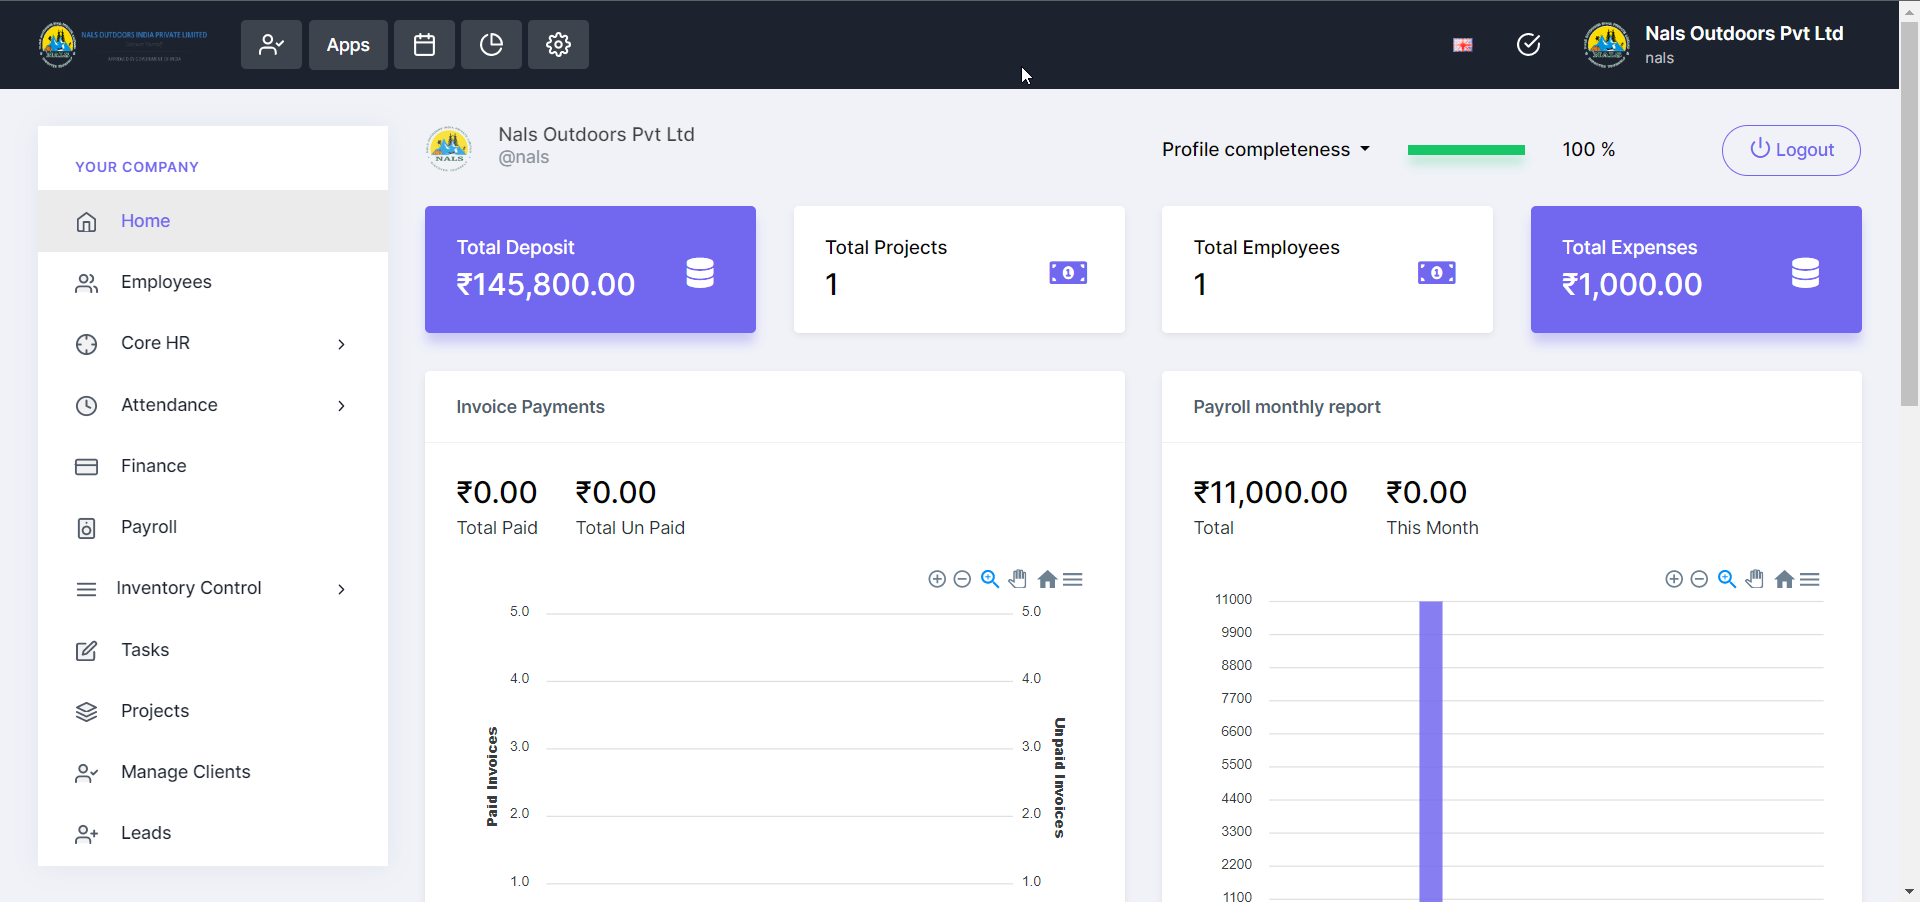 NALS OUTDOORS INDIA PRIVATE LIMITED
Apps
Nals Outdoors Pvt Ltd
nals
YOUR COMPANY
Home
Employees
Core HR
Attendance
Finance
Payroll
Inventory Control
Tasks
Projects
Manage Clients
Leads
NALS
Nals Outdoors Pvt Ltd
@nals
Profile completeness
100 %
Logout
Total Deposit
₹145,800.00
Total Projects
1
Total Employees
1
Total Expenses
₹1,000.00
Invoice Payments
₹0.00 ₹0.00
Total Paid Total Un Paid
5.0 5.0
4.0 4.0
3.0 3.0
2.0 2.0
1.0 1.0
Paid Invoices
Unpaid Invoices
Payroll monthly report
₹11,000.00 ₹0.00
Total This Month
11000
9900
8800
7700
6600
5500
4400
3300
2200
1100